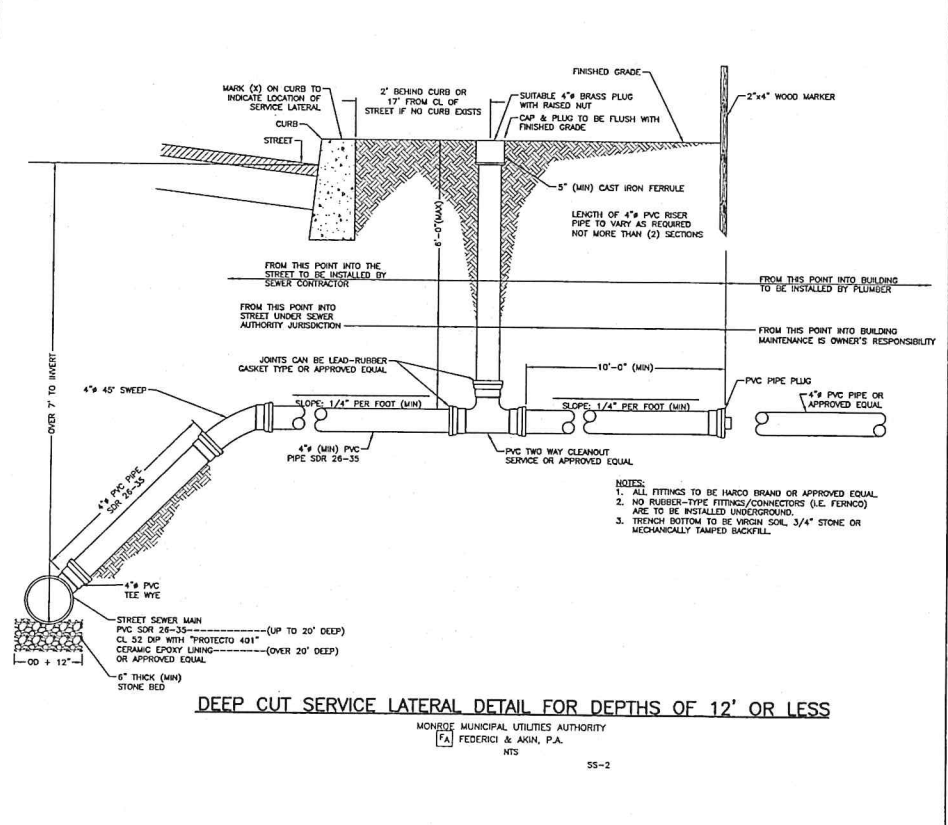 FINISHED GRADE
MARK (X) ON CURB TO
INDICATE LOCATION OF
SERVICE LATERAL
2' BEHIND CURB OR
17' FROM CL OF
STREET IF NO CURB EXISTS
SUITABLE 4"ø BRASS PLUG
WITH RAISED NUT
2"x4" WOOD MARKER
CAP & PLUG TO BE FLUSH WITH
FINISHED GRADE
CURB
STREET
5" (MIN) CAST IRON FERRULE
LENGTH OF 4"ø PVC RISER
PIPE TO VARY AS REQUIRED
NOT MORE THAN (2) SECTIONS
6'-0"(MAX)
FROM THIS POINT INTO THE
STREET TO BE INSTALLED BY
SEWER CONTRACTOR
FROM THIS POINT INTO BUILDING
TO BE INSTALLED BY PLUMBER
FROM THIS POINT INTO
STREET UNDER SEWER
AUTHORITY JURISDICTION
FROM THIS POINT INTO BUILDING
MAINTENANCE IS OWNER'S RESPONSIBILITY
OVER 7' TO INVERT
JOINTS CAN BE LEAD-RUBBER
GASKET TYPE OR APPROVED EQUAL
10'-0" (MIN)
PVC PIPE PLUG
4"ø 45° SWEEP
SLOPE: 1/4" PER FOOT (MIN)
SLOPE: 1/4" PER FOOT (MIN)
4"ø PVC PIPE OR
APPROVED EQUAL
4"ø (MIN) PVC
PIPE SDR 26-35
PVC TWO WAY CLEANOUT
SERVICE OR APPROVED EQUAL
4"ø PVC PIPE
SDR 26-35
NOTES:
1. ALL FITTINGS TO BE HARCO BRAND OR APPROVED EQUAL
2. NO RUBBER-TYPE FITTINGS/CONNECTORS (I.E. FERNCO)
ARE TO BE INSTALLED UNDERGROUND.
3. TRENCH BOTTOM TO BE VIRGIN SOIL, 3/4" STONE OR
MECHANICALLY TAMPED BACKFILL.
4"ø PVC
TEE WYE
STREET SEWER MAIN
PVC SDR 26-35-------------(UP TO 20' DEEP)
CL 52 DIP WITH "PROTECTO 401"
CERAMIC EPOXY LINING---------(OVER 20' DEEP)
OR APPROVED EQUAL
OD + 12"
6" THICK (MIN)
STONE BED
DEEP CUT SERVICE LATERAL DETAIL FOR DEPTHS OF 12' OR LESS
MONROE MUNICIPAL UTILITIES AUTHORITY
FA FEDERICI & AKIN, P.A.
NTS
SS-2